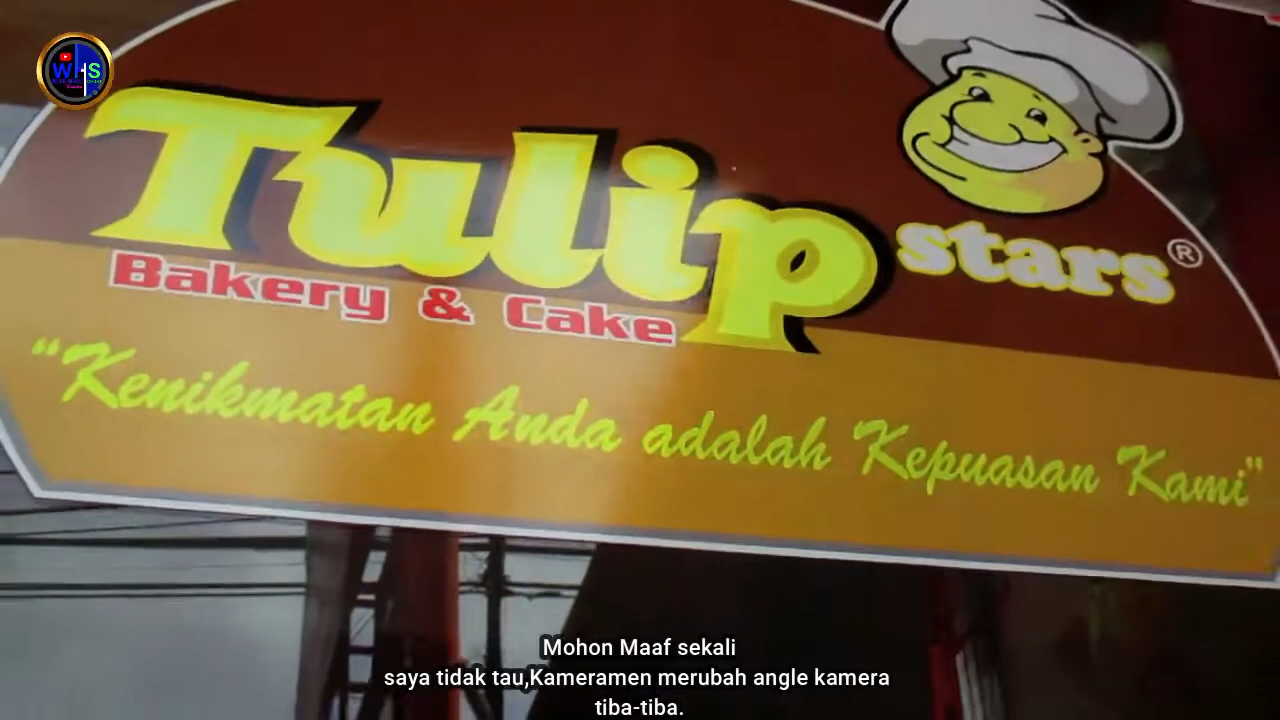 WHS
Tulip
stars®
Bakery & Cake
"Kenikmatan Anda adalah Kepuasan Kami"
Mohon Maaf sekali
saya tidak tau,Kameramen merubah angle kamera
tiba-tiba.